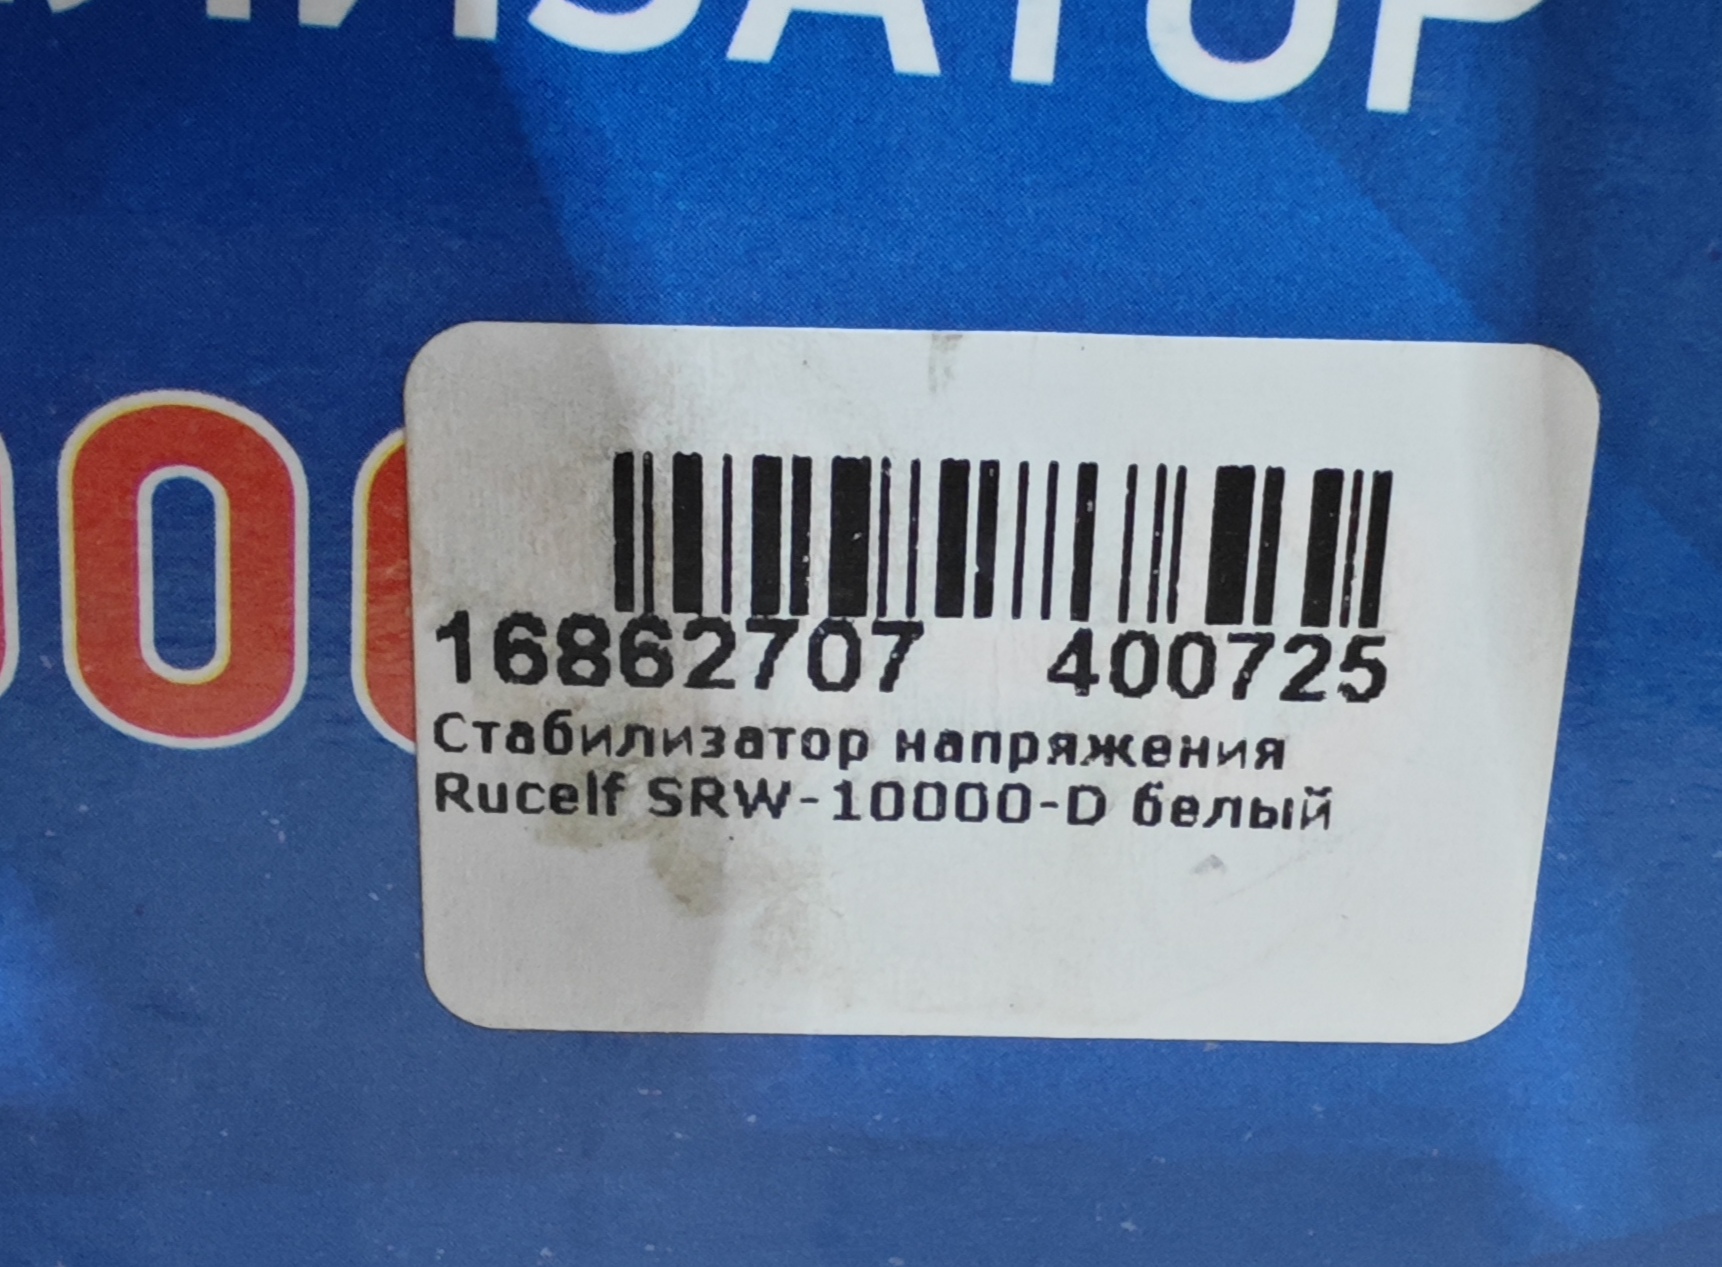 16862707 400725
Стабилизатор напряжения
Rucelf SRW-10000-D белый